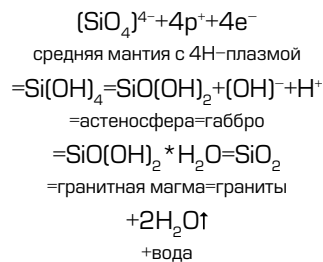 (SiO₄)⁴⁻+4p⁺+4e⁻
средняя мантия с 4H–плазмой
=Si(OH)₄=SiO(OH)₂+(OH)⁻+H⁺
=астеносфера=габбро
=SiO(OH)₂*H₂O=SiO₂
=гранитная магма=граниты
+2H₂O↑
+вода